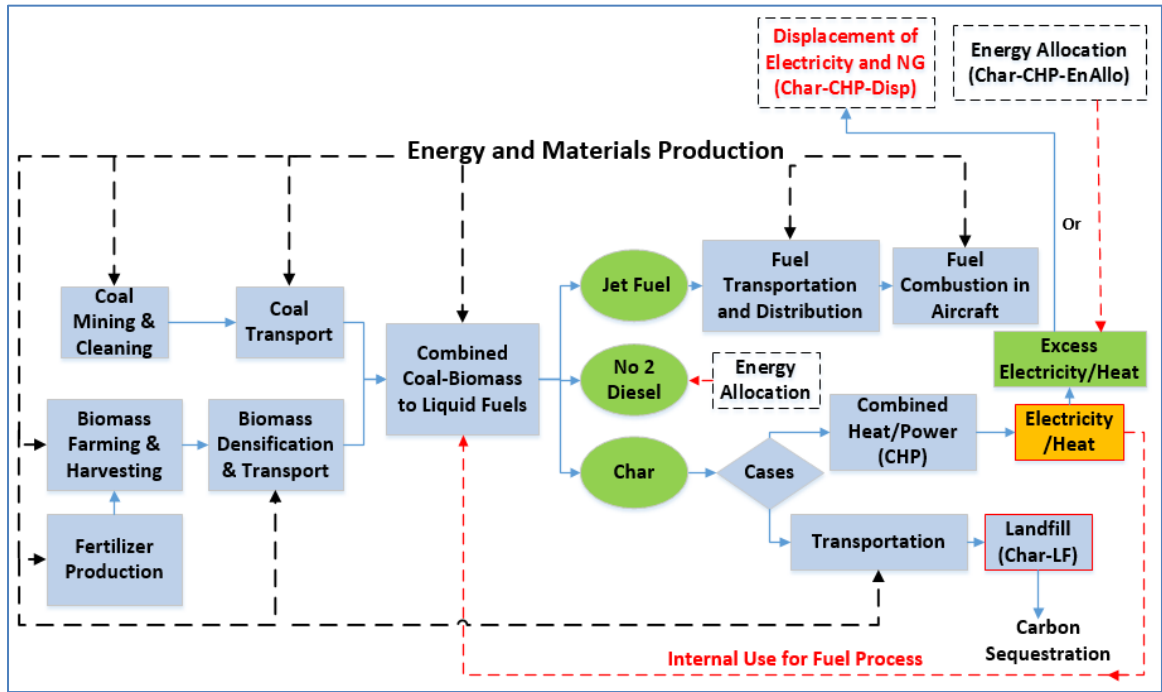 Displacement of
Electricity and NG
(Char-CHP-Disp)
Energy Allocation
(Char-CHP-EnAllo)
Energy and Materials Production
Or
Coal
Mining &
Cleaning
Coal
Transport
Biomass
Farming &
Harvesting
Biomass
Densification
& Transport
Fertilizer
Production
Combined
Coal-Biomass
to Liquid Fuels
Jet Fuel
Fuel
Transportation
and Distribution
Fuel
Combustion in
Aircraft
No 2
Diesel
Energy
Allocation
Char
Cases
Combined
Heat/Power
(CHP)
Excess
Electricity/Heat
Electricity
/Heat
Transportation
Landfill
(Char-LF)
Carbon
Sequestration
Internal Use for Fuel Process